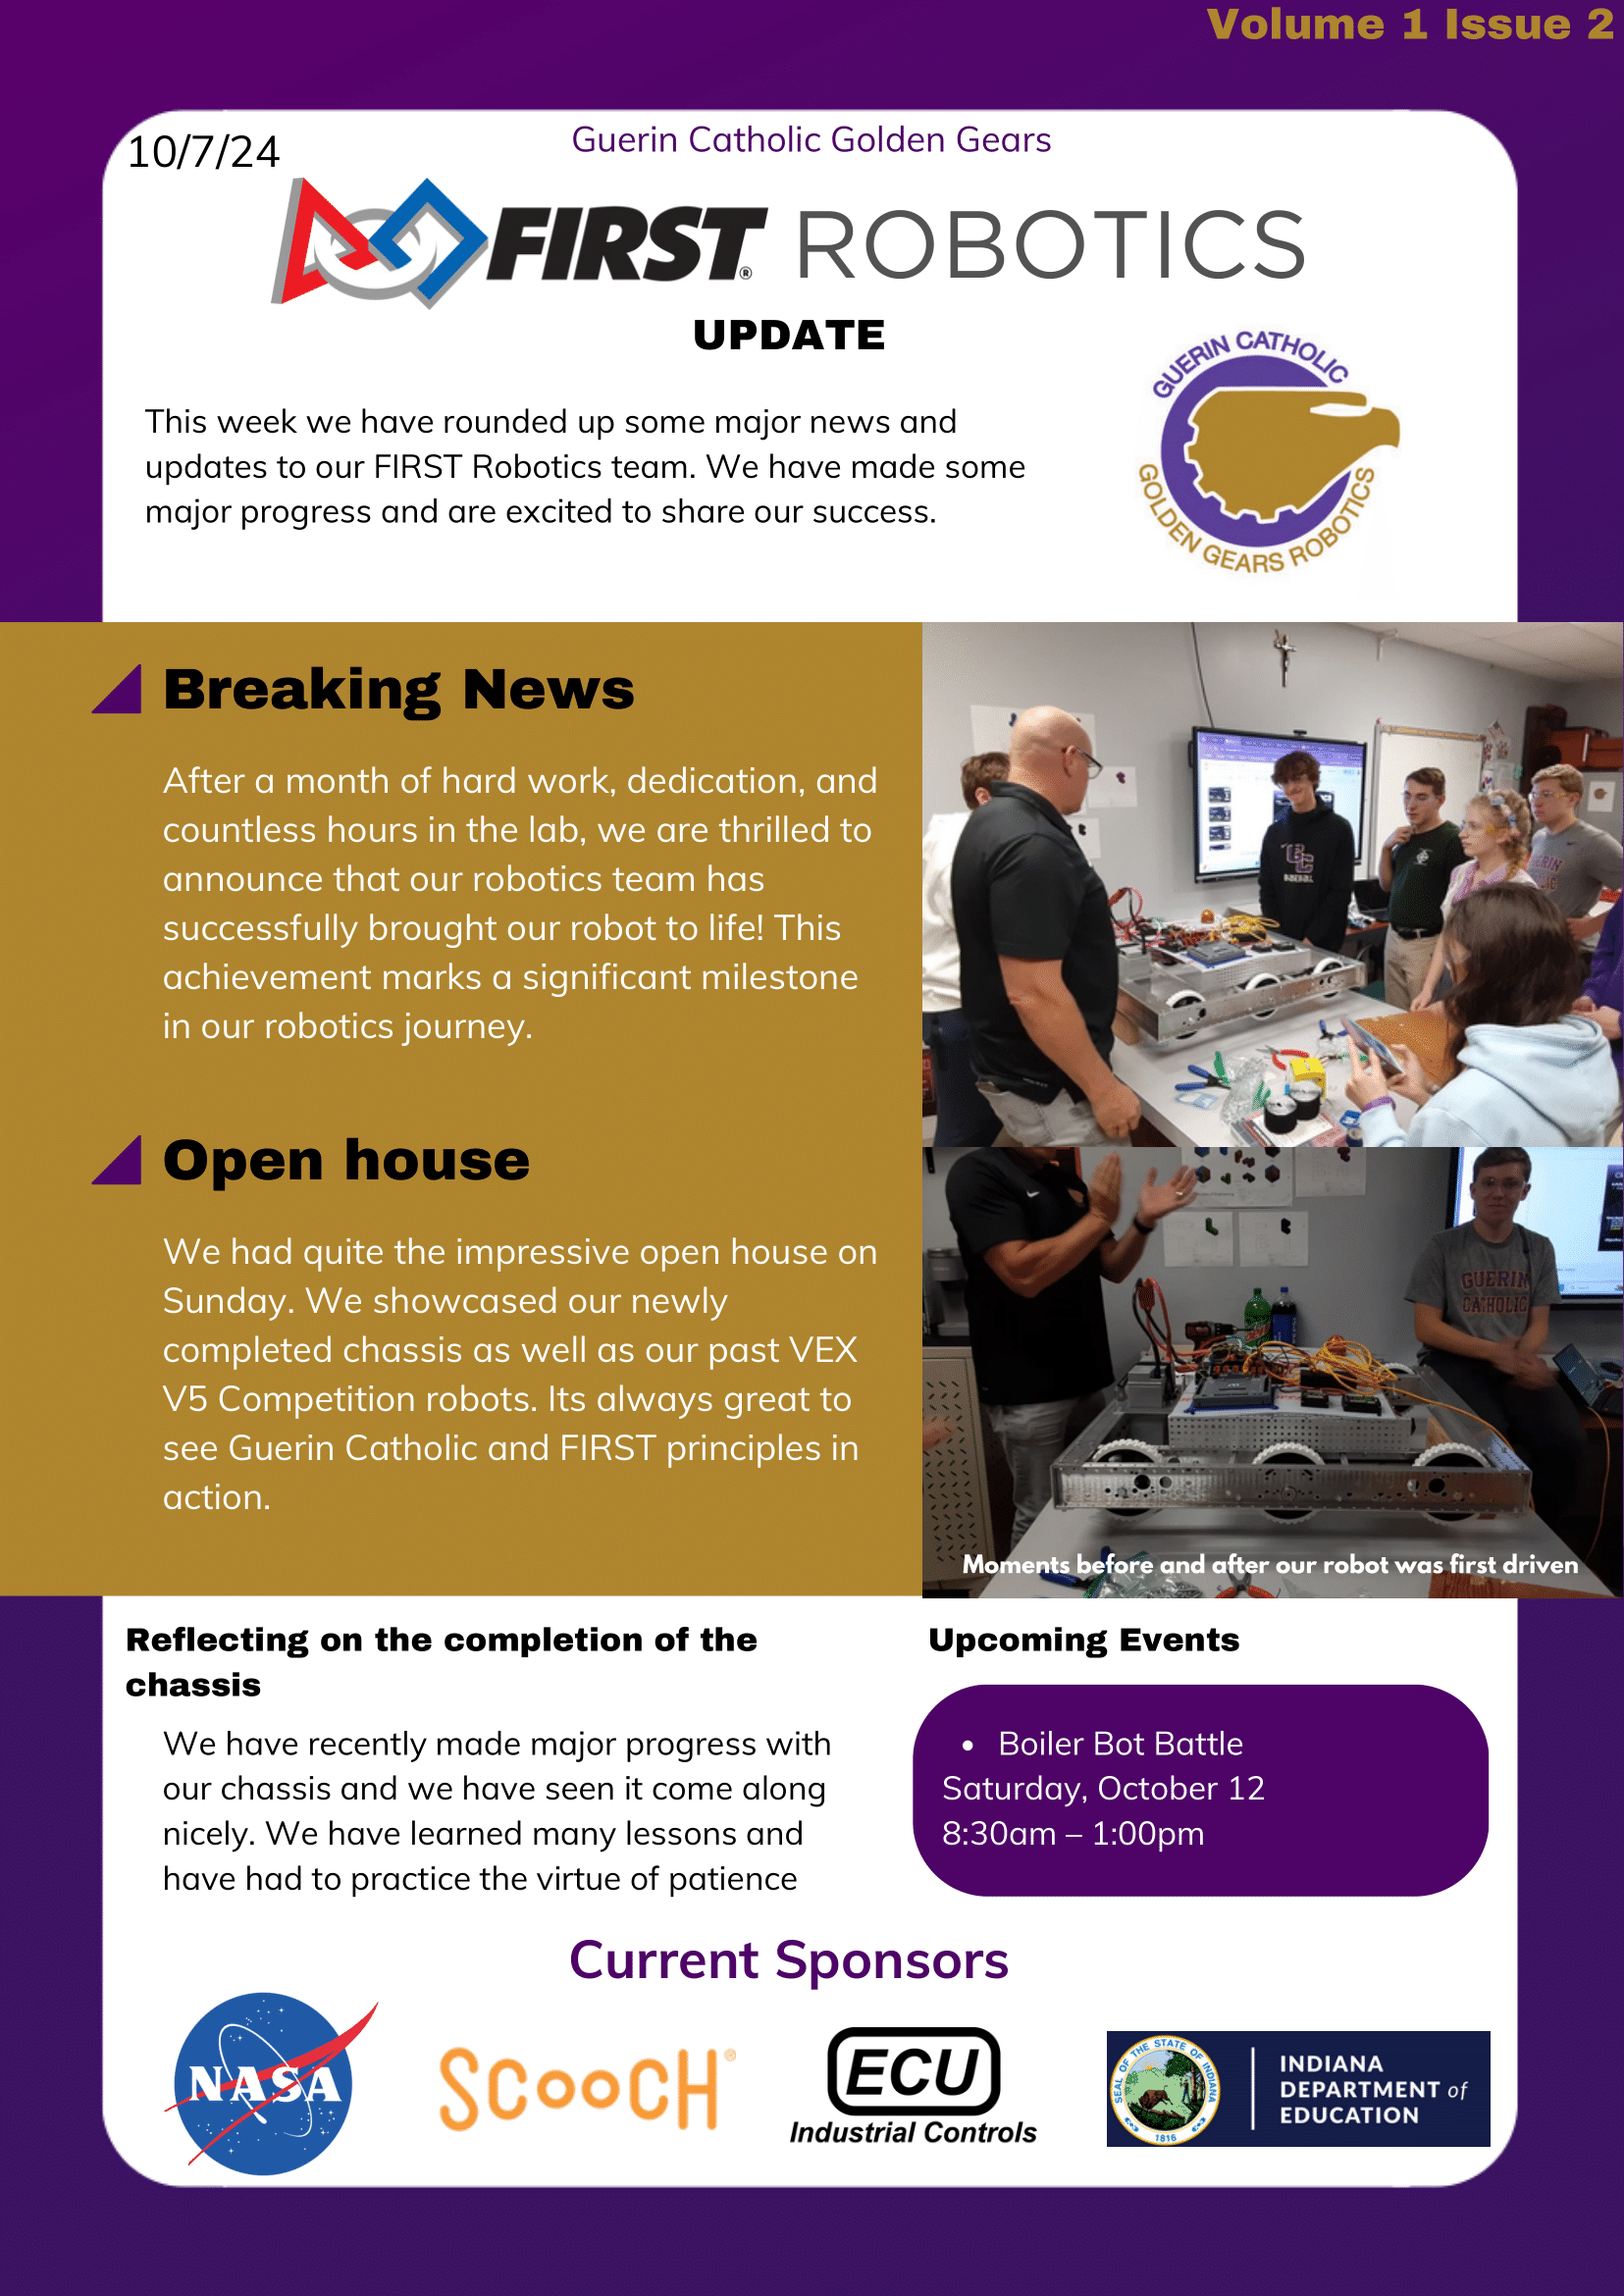 Volume 1 Issue 2
10/7/24
Guerin Catholic Golden Gears
FIRST® ROBOTICS
UPDATE
This week we have rounded up some major news and
updates to our FIRST Robotics team. We have made some
major progress and are excited to share our success.
GUERIN CATHOLIC
GOLDEN GEARS ROBOTICS
Breaking News
After a month of hard work, dedication, and
countless hours in the lab, we are thrilled to
announce that our robotics team has
successfully brought our robot to life! This
achievement marks a significant milestone
in our robotics journey.
Open house
We had quite the impressive open house on
Sunday. We showcased our newly
completed chassis as well as our past VEX
V5 Competition robots. Its always great to
see Guerin Catholic and FIRST principles in
action.
GC
GUERIN
CATHOLIC
Moments before and after our robot was first driven
Reflecting on the completion of the
chassis
We have recently made major progress with
our chassis and we have seen it come along
nicely. We have learned many lessons and
have had to practice the virtue of patience
Upcoming Events
• Boiler Bot Battle
Saturday, October 12
8:30am – 1:00pm
Current Sponsors
NASA
SCOOCH
ECU
Industrial Controls
SEAL OF THE STATE OF INDIANA
1816
INDIANA
DEPARTMENT of
EDUCATION